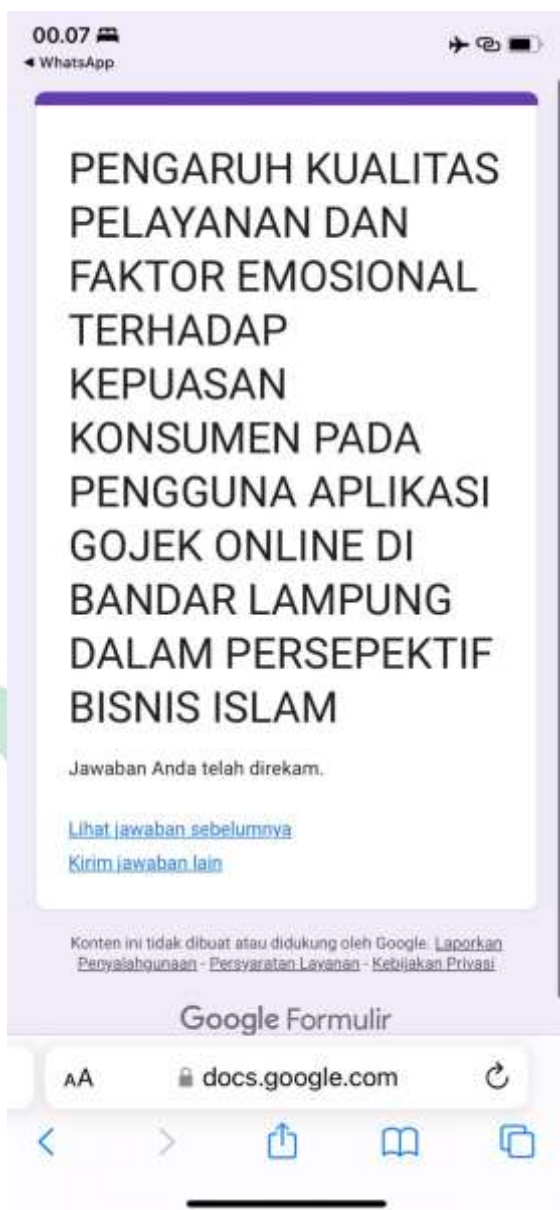 00.07
WhatsApp
PENGARUH KUALITAS
PELAYANAN DAN
FAKTOR EMOSIONAL
TERHADAP
KEPUASAN
KONSUMEN PADA
PENGGUNA APLIKASI
GOJEK ONLINE DI
BANDAR LAMPUNG
DALAM PERSEPEKTIF
BISNIS ISLAM
Jawaban Anda telah direkam.
Lihat jawaban sebelumnya
Kirim jawaban lain
Konten ini tidak dibuat atau didukung oleh Google. Laporkan
Penyalahgunaan - Persyaratan Layanan - Kebijakan Privasi
Google Formulir
AA docs.google.com